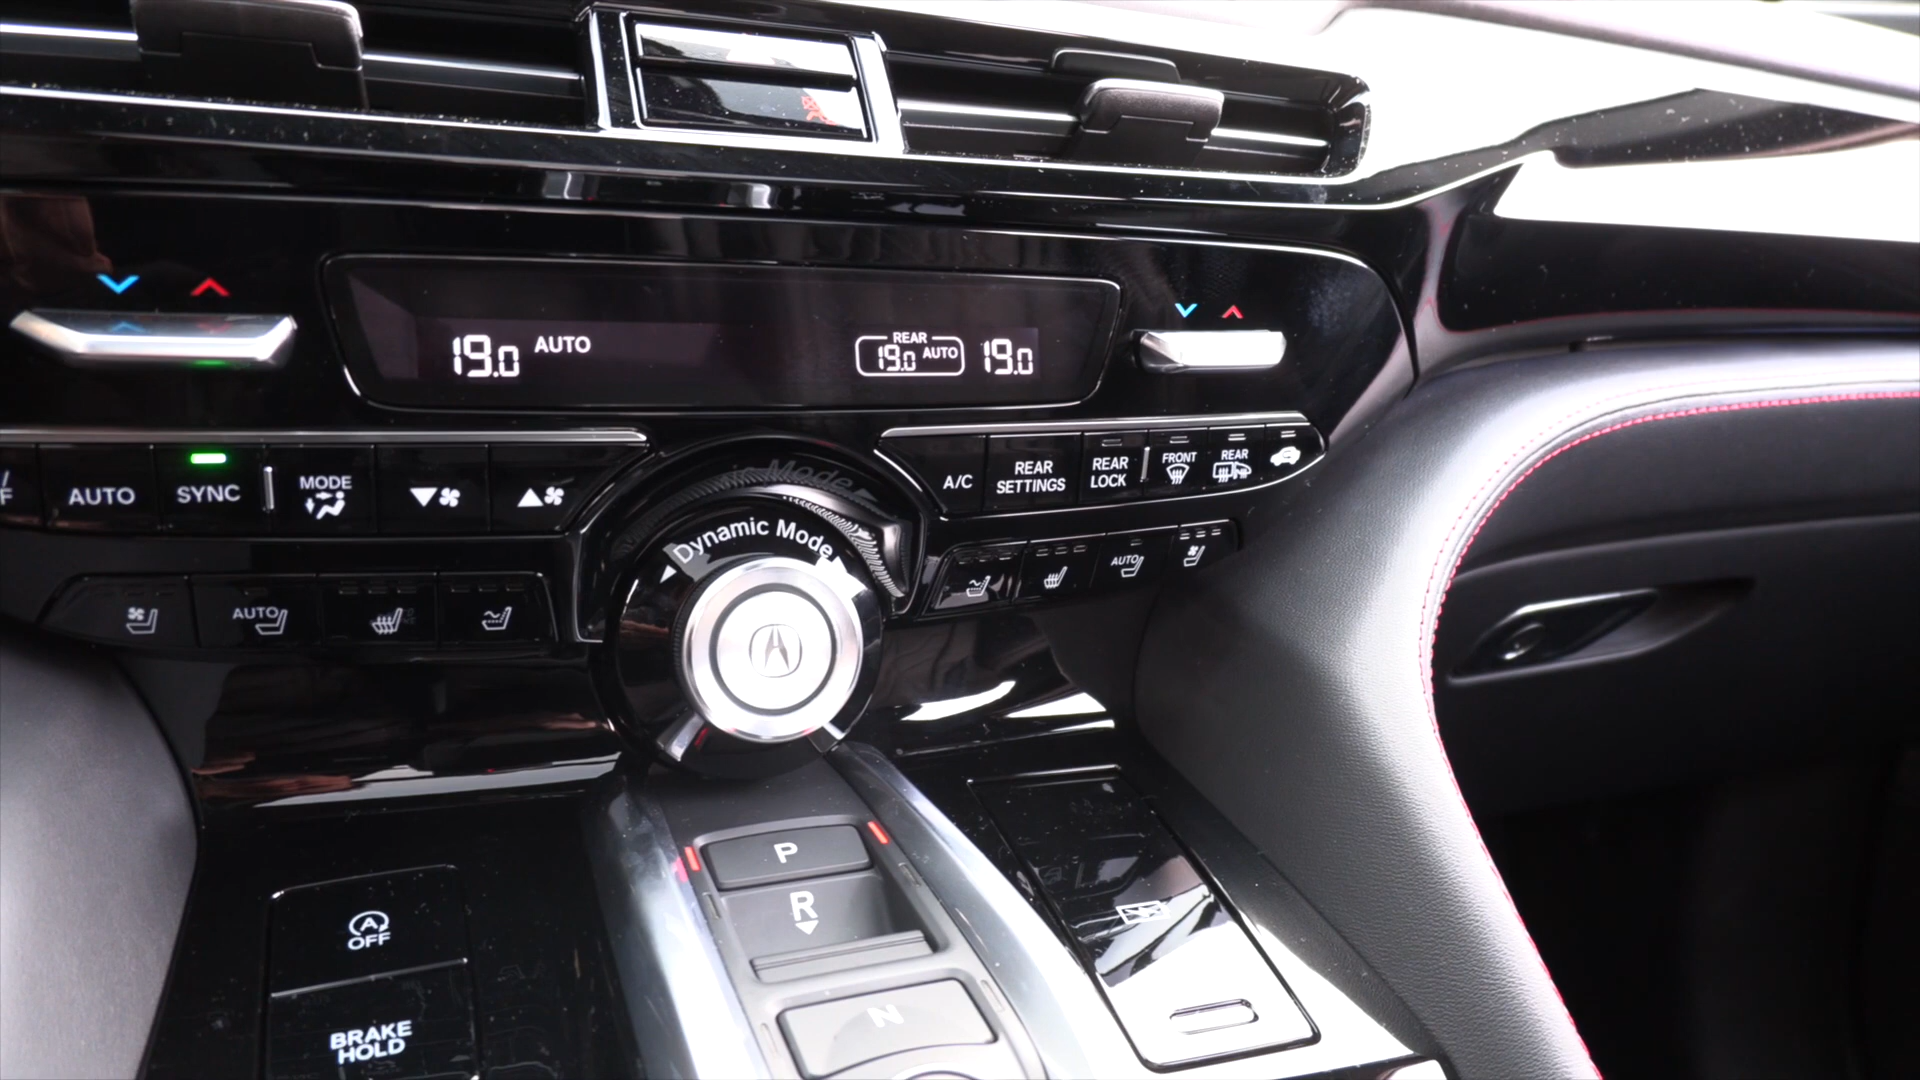 19.0 AUTO
REAR
19.0 AUTO
19.0
AUTO
SYNC
MODE
A/C
REAR
SETTINGS
REAR
LOCK
FRONT
REAR
Dynamic Mode
AUTO
AUTO
P
R
N
A
OFF
BRAKE
HOLD